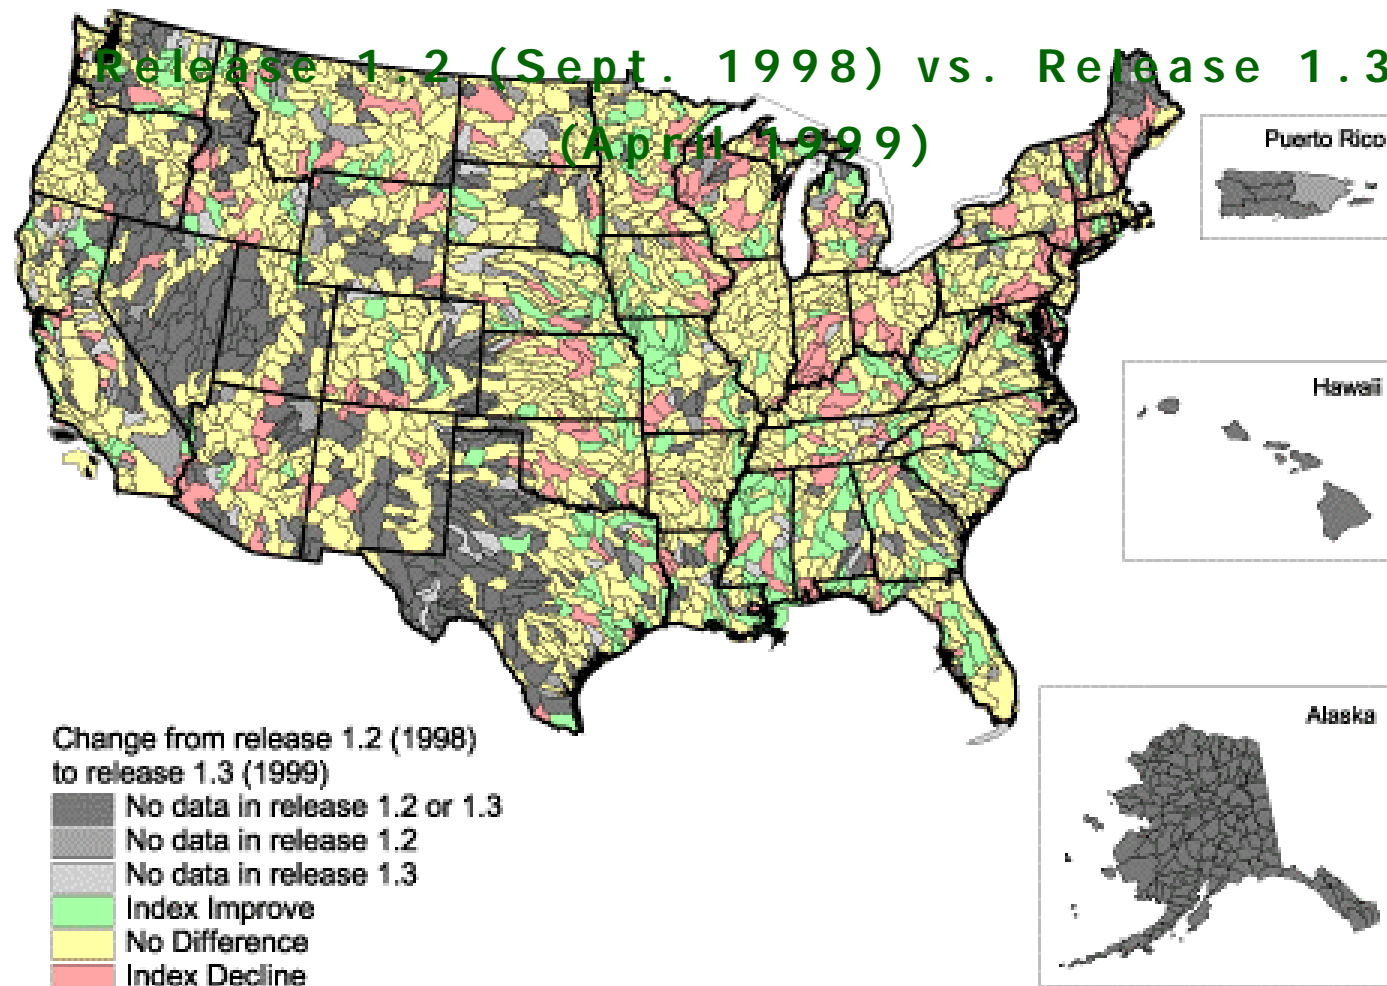 Release 1.2 (Sept. 1998) vs. Release 1.3
(April 1999)
Puerto Rico
Hawaii
Alaska
Change from release 1.2 (1998)
to release 1.3 (1999)
No data in release 1.2 or 1.3
No data in release 1.2
No data in release 1.3
Index Improve
No Difference
Index Decline